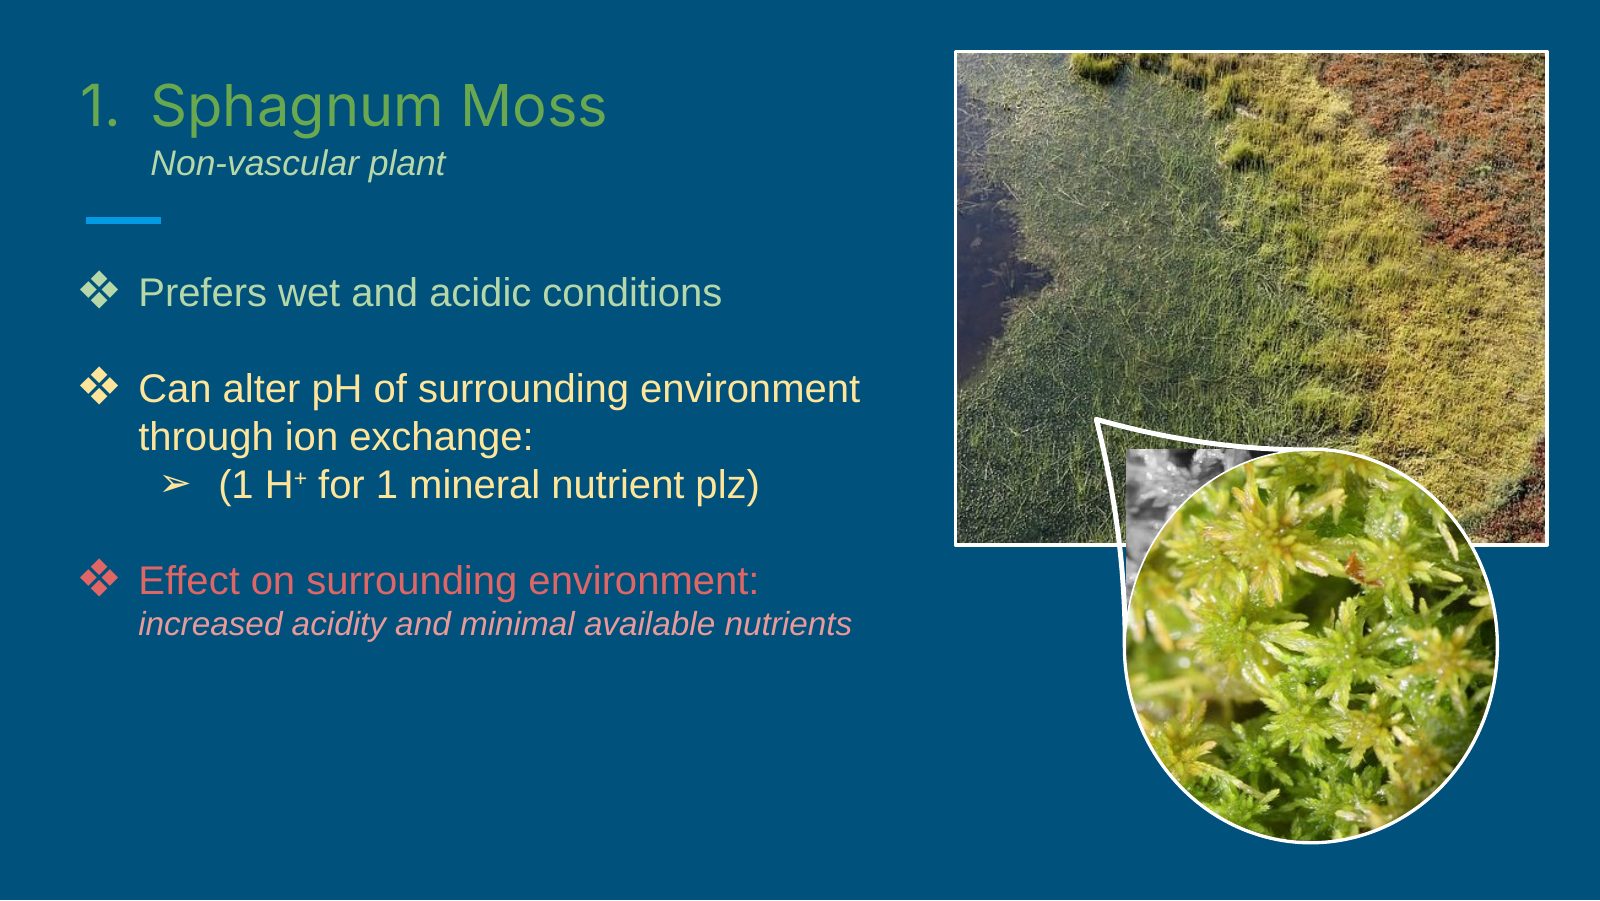 1. Sphagnum Moss
Non-vascular plant
❖ Prefers wet and acidic conditions
❖ Can alter pH of surrounding environment
through ion exchange:
➢ (1 H⁺ for 1 mineral nutrient plz)
❖ Effect on surrounding environment:
increased acidity and minimal available nutrients